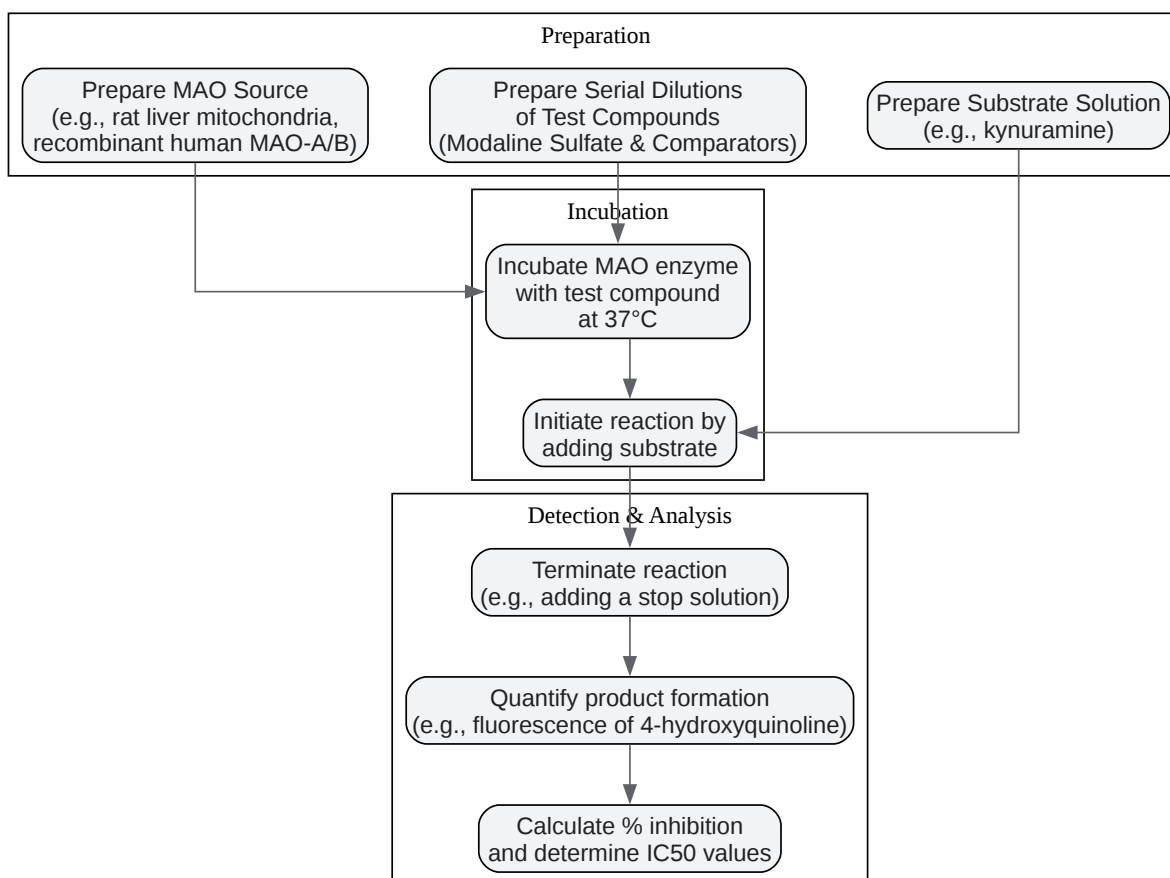 Preparation
Prepare MAO Source
(e.g., rat liver mitochondria,
recombinant human MAO-A/B)
Prepare Serial Dilutions
of Test Compounds
(Modaline Sulfate & Comparators)
Prepare Substrate Solution
(e.g., kynuramine)
Incubation
Incubate MAO enzyme
with test compound
at 37°C
Initiate reaction by
adding substrate
Detection & Analysis
Terminate reaction
(e.g., adding a stop solution)
Quantify product formation
(e.g., fluorescence of 4-hydroxyquinoline)
Calculate % inhibition
and determine IC50 values